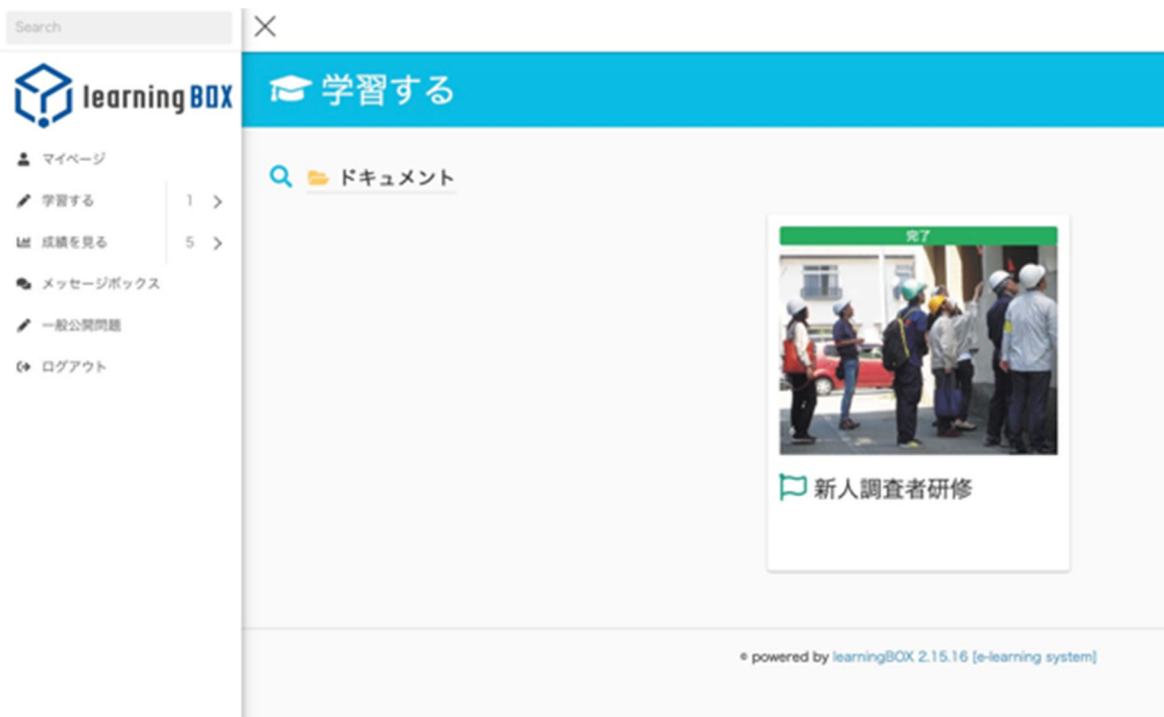 Search
learningBOX
マイページ
学習する 1
成績を見る 5
メッセージボックス
一般公開問題
ログアウト
学習する
ドキュメント
完了
新人調査者研修
© powered by learningBOX 2.15.16 [e-learning system]